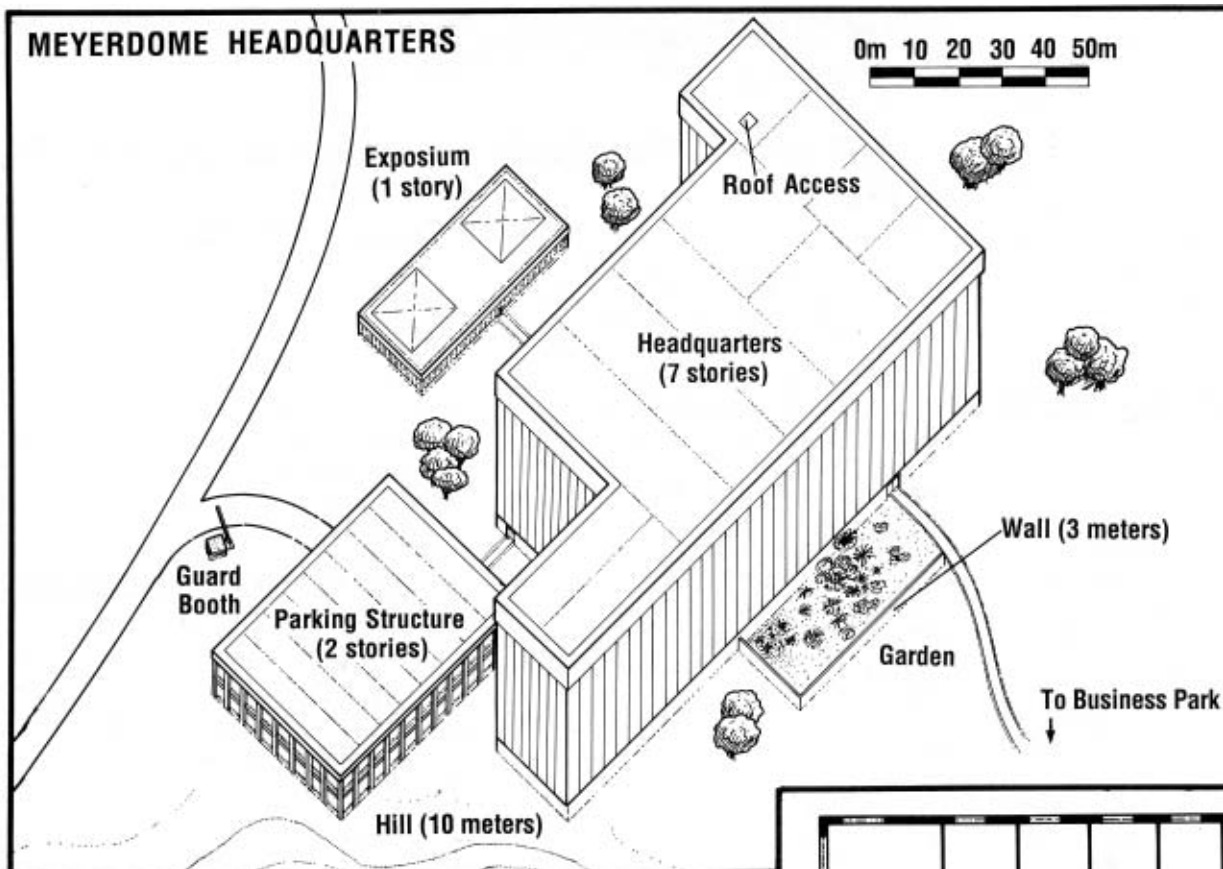 MEYERDOME HEADQUARTERS
0m 10 20 30 40 50m
Exposium
(1 story)
Roof Access
Headquarters
(7 stories)
Wall (3 meters)
Guard
Booth
Parking Structure
(2 stories)
Garden
To Business Park
Hill (10 meters)